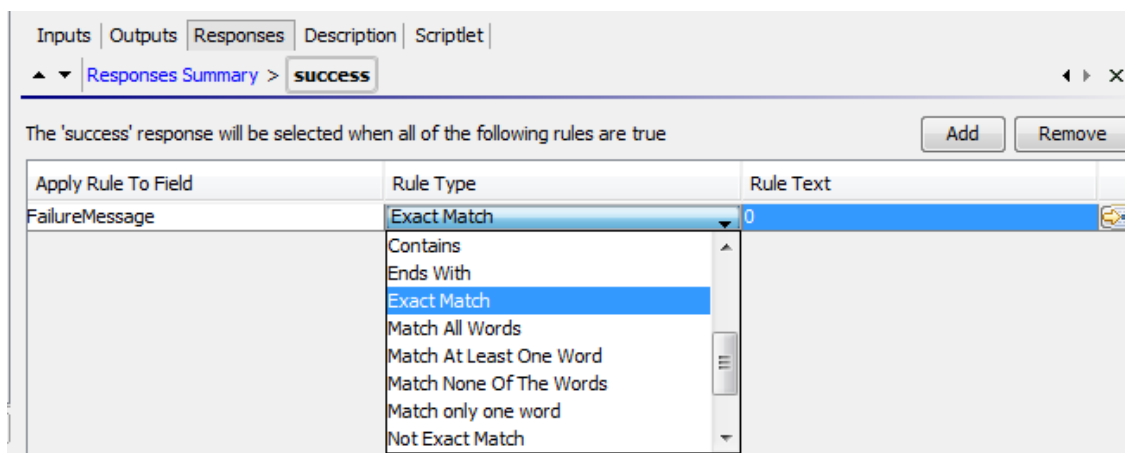 Inputs Outputs Responses Description Scriptlet
Responses Summary > success
The 'success' response will be selected when all of the following rules are true Add Remove
Apply Rule To Field Rule Type Rule Text
FailureMessage Exact Match 0
Contains
Ends With
Exact Match
Match All Words
Match At Least One Word
Match None Of The Words
Match only one word
Not Exact Match